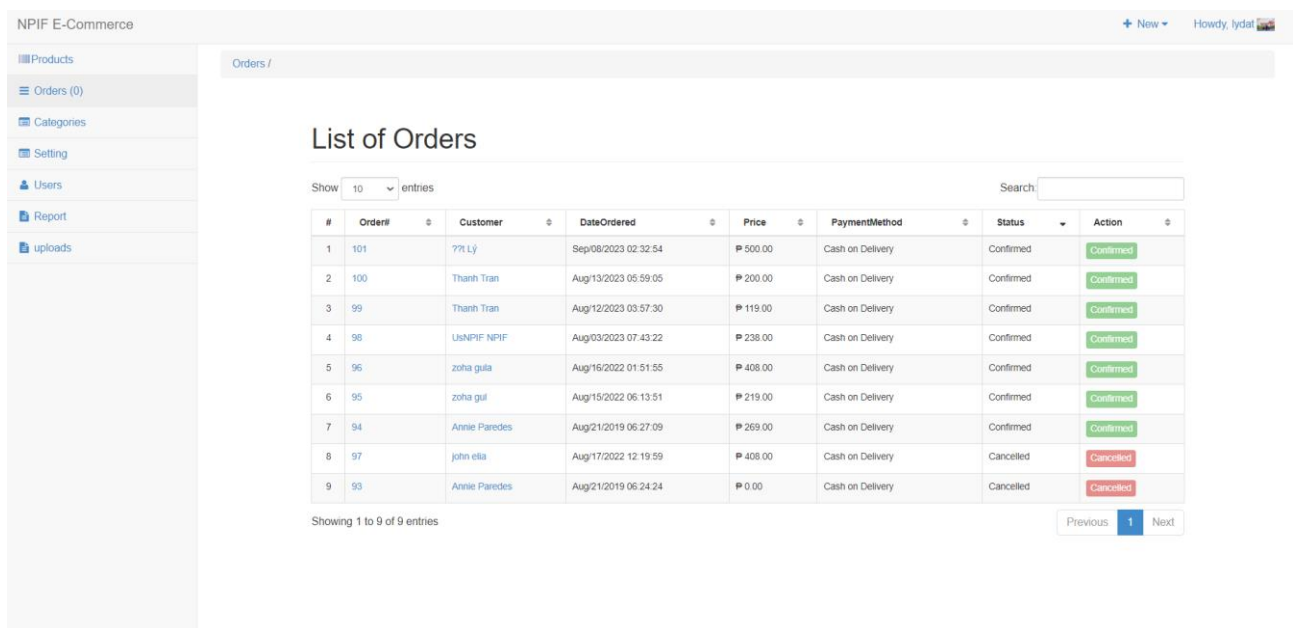 NPIF E-Commerce
New
Howdy, lydat
Products
Orders (0)
Categories
Setting
Users
Report
uploads
Orders /
List of Orders
Show 10 entries
Search:
# Order# Customer DateOrdered Price PaymentMethod Status Action
1 101 ??t Lý Sep/08/2023 02:32:54 ₱ 500.00 Cash on Delivery Confirmed Confirmed
2 100 Thanh Tran Aug/13/2023 05:59:05 ₱ 200.00 Cash on Delivery Confirmed Confirmed
3 99 Thanh Tran Aug/12/2023 03:57:30 ₱ 119.00 Cash on Delivery Confirmed Confirmed
4 98 UsNPIF NPIF Aug/03/2023 07:43:22 ₱ 238.00 Cash on Delivery Confirmed Confirmed
5 96 zoha gula Aug/16/2022 01:51:55 ₱ 408.00 Cash on Delivery Confirmed Confirmed
6 95 zoha gul Aug/15/2022 06:13:51 ₱ 219.00 Cash on Delivery Confirmed Confirmed
7 94 Annie Paredes Aug/21/2019 06:27:09 ₱ 269.00 Cash on Delivery Confirmed Confirmed
8 97 john elia Aug/17/2022 12:19:59 ₱ 408.00 Cash on Delivery Cancelled Cancelled
9 93 Annie Paredes Aug/21/2019 06:24:24 ₱ 0.00 Cash on Delivery Cancelled Cancelled
Showing 1 to 9 of 9 entries
Previous 1 Next